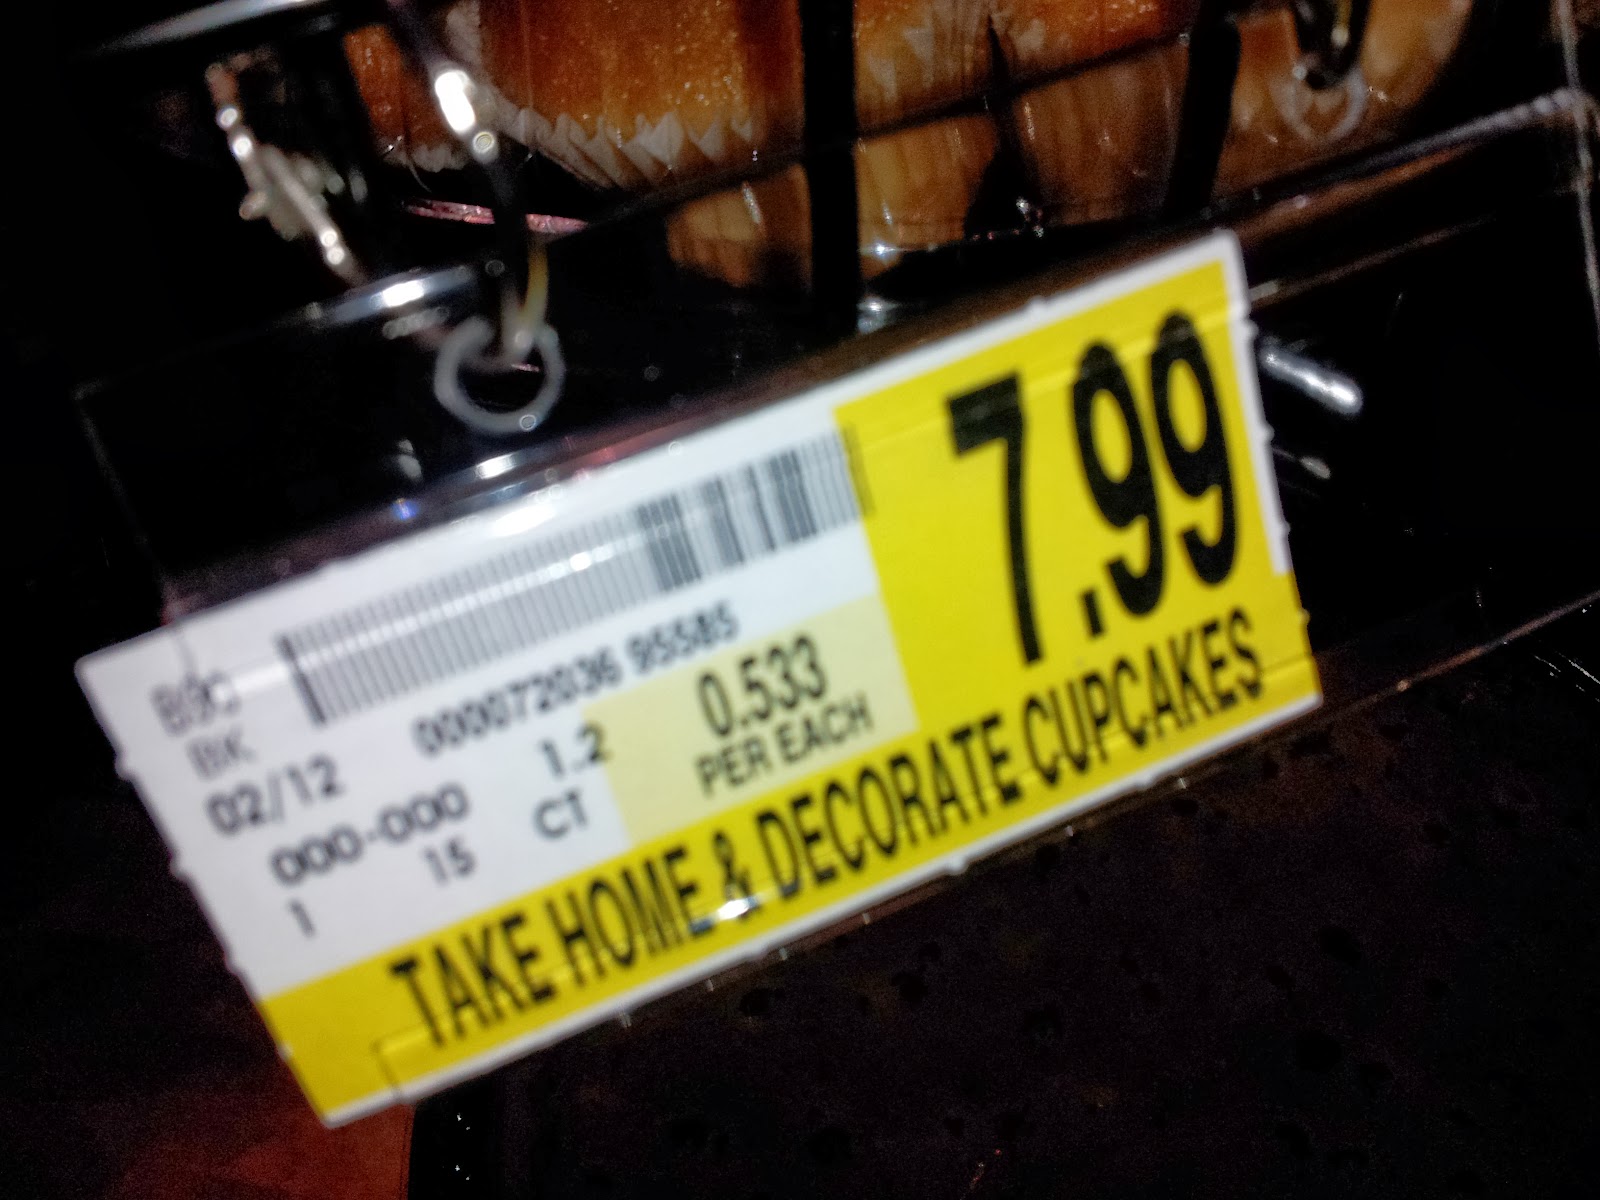 7.99
000072036 95585
BK
02/12
1.2
0.533
000-000
15
CT
PER EACH
1
TAKE HOME & DECORATE CUPCAKES